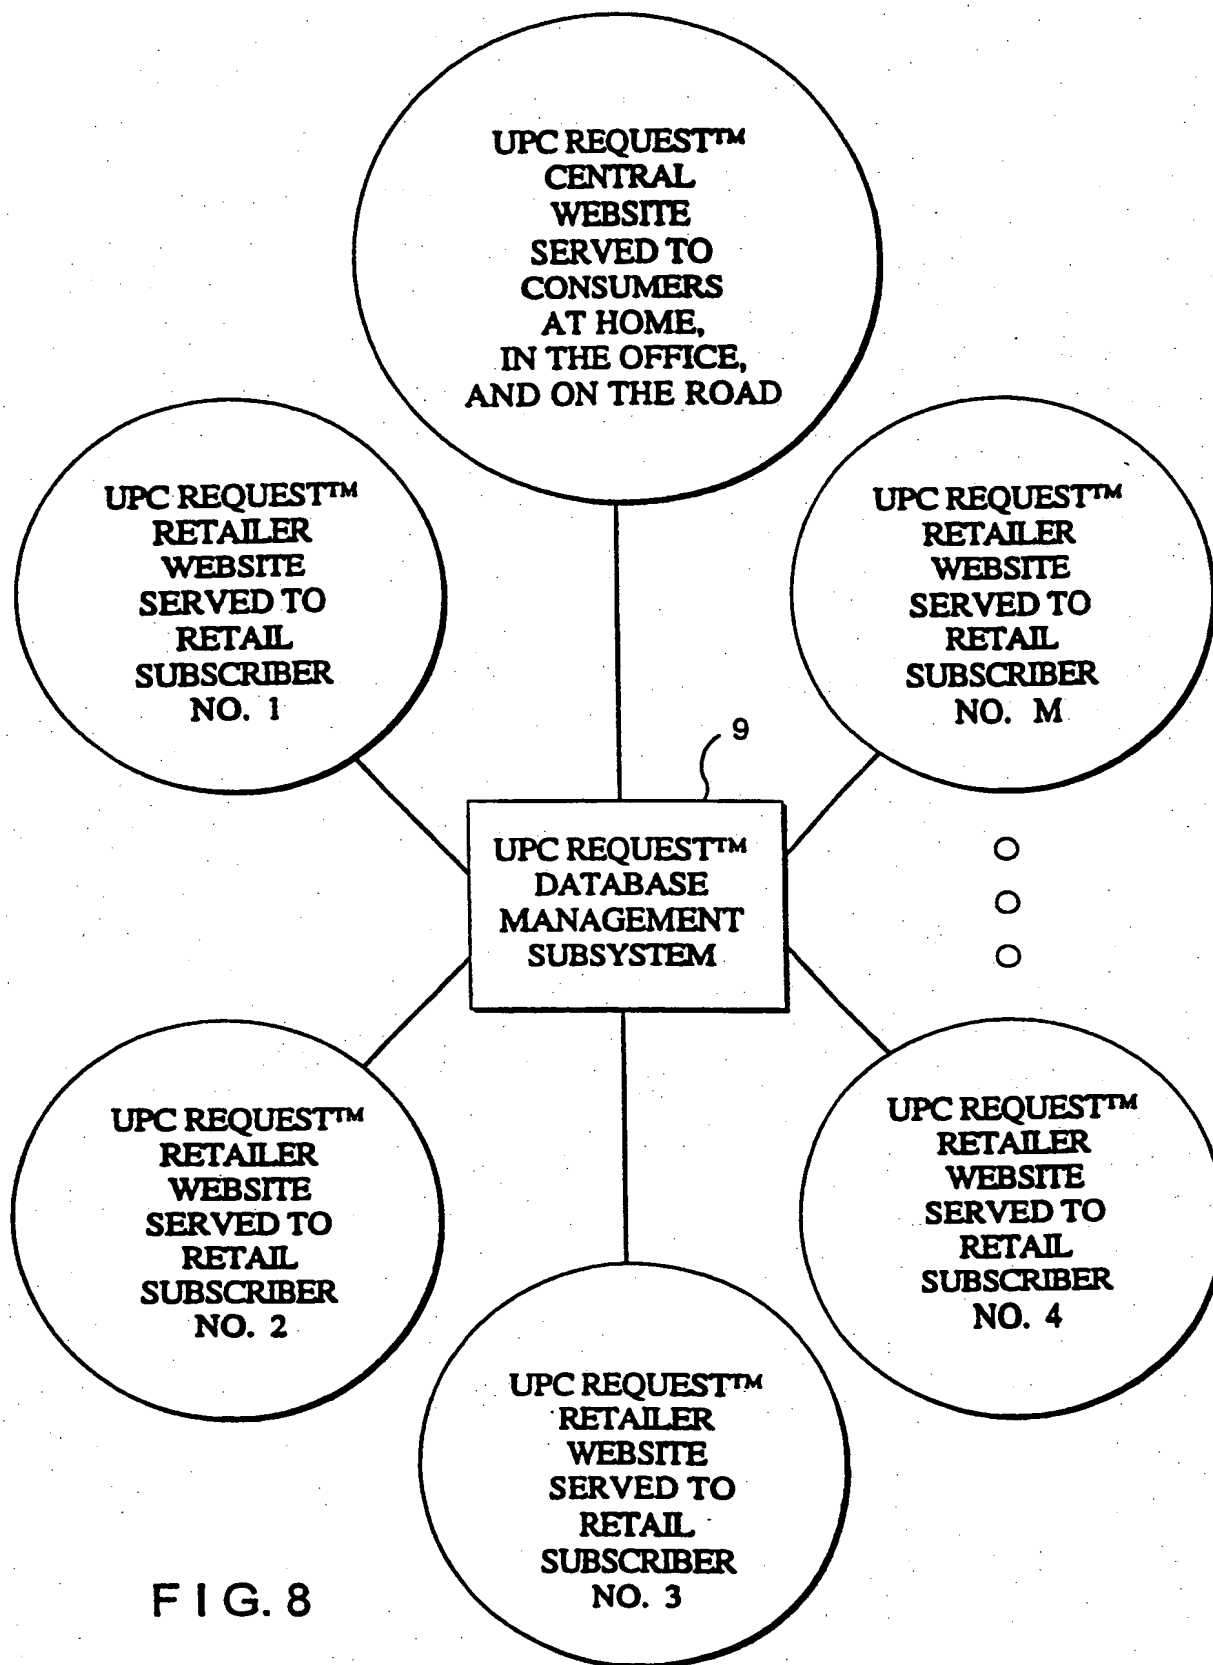 UPC REQUEST™
CENTRAL
WEBSITE
SERVED TO
CONSUMERS
AT HOME,
IN THE OFFICE,
AND ON THE ROAD
UPC REQUEST™
RETAILER
WEBSITE
SERVED TO
RETAIL
SUBSCRIBER
NO. 1
UPC REQUEST™
RETAILER
WEBSITE
SERVED TO
RETAIL
SUBSCRIBER
NO. M
9
UPC REQUEST™
DATABASE
MANAGEMENT
SUBSYSTEM
UPC REQUEST™
RETAILER
WEBSITE
SERVED TO
RETAIL
SUBSCRIBER
NO. 2
UPC REQUEST™
RETAILER
WEBSITE
SERVED TO
RETAIL
SUBSCRIBER
NO. 4
UPC REQUEST™
RETAILER
WEBSITE
SERVED TO
RETAIL
SUBSCRIBER
NO. 3
FIG. 8